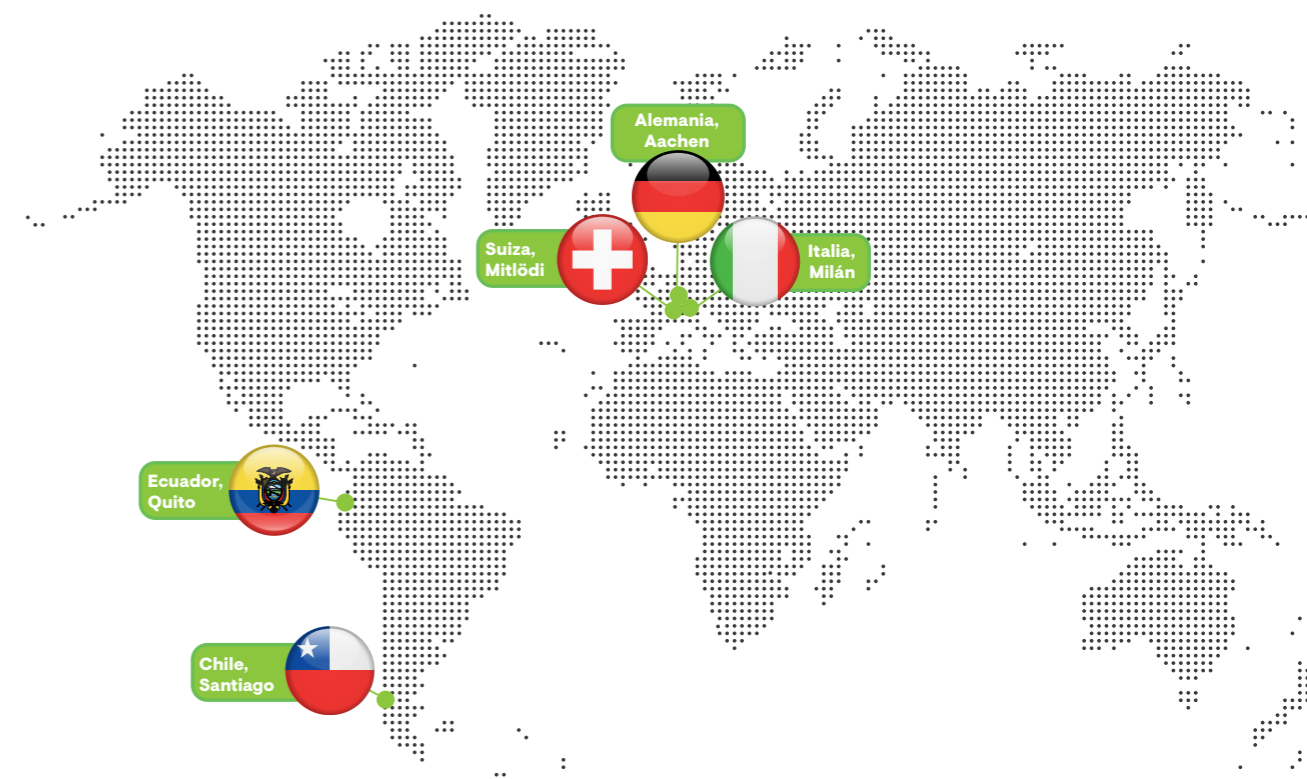 Alemania,
Aachen
Suiza,
Mitlödi
Italia,
Milán
Ecuador,
Quito
Chile,
Santiago